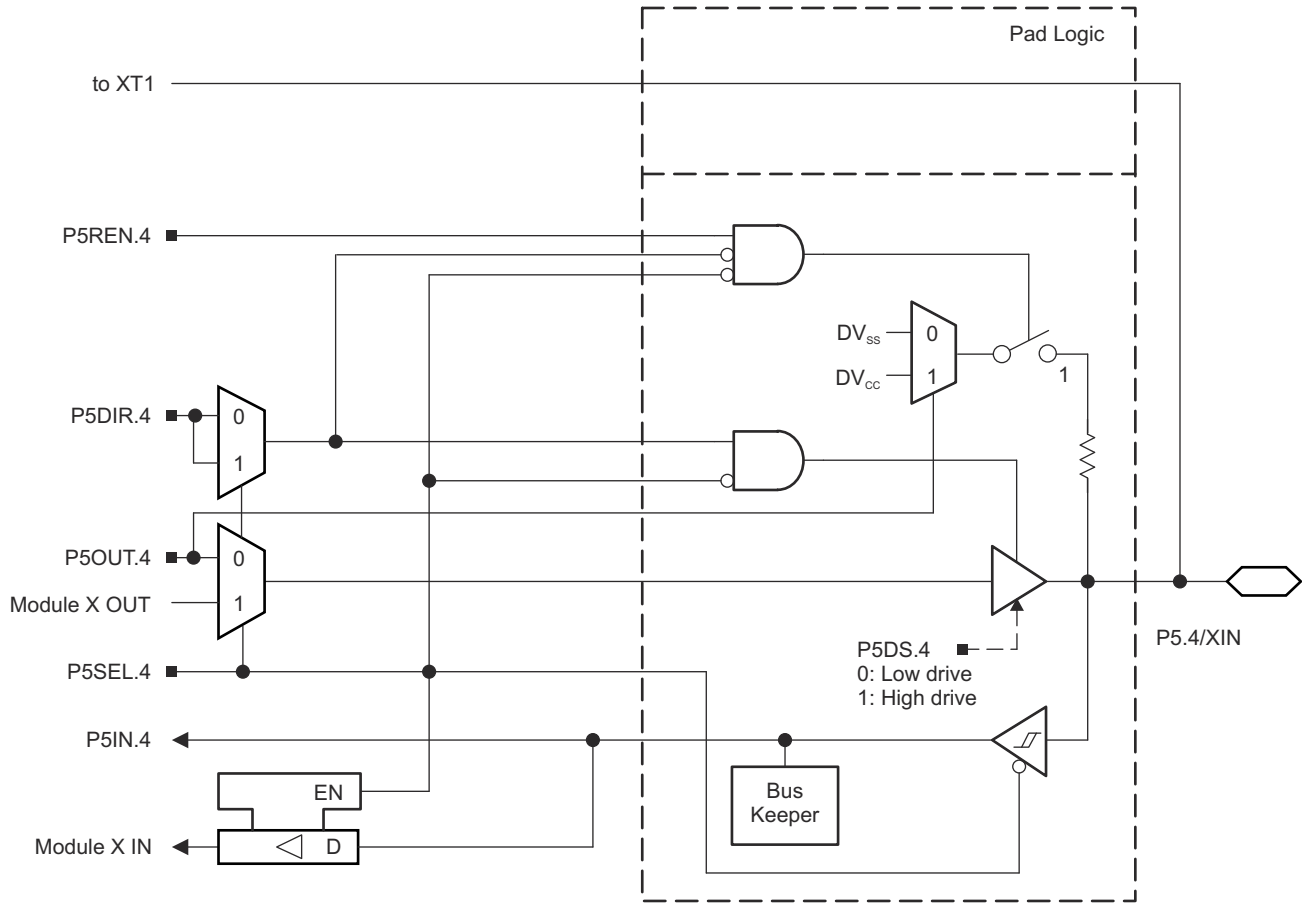 Pad Logic
to XT1
P5REN.4
DVSS
0
DVCC
1
1
P5DIR.4
0
1
P5OUT.4
0
Module X OUT
1
P5.4/XIN
P5DS.4
0: Low drive
1: High drive
P5SEL.4
P5IN.4
EN
Bus
Keeper
Module X IN
D